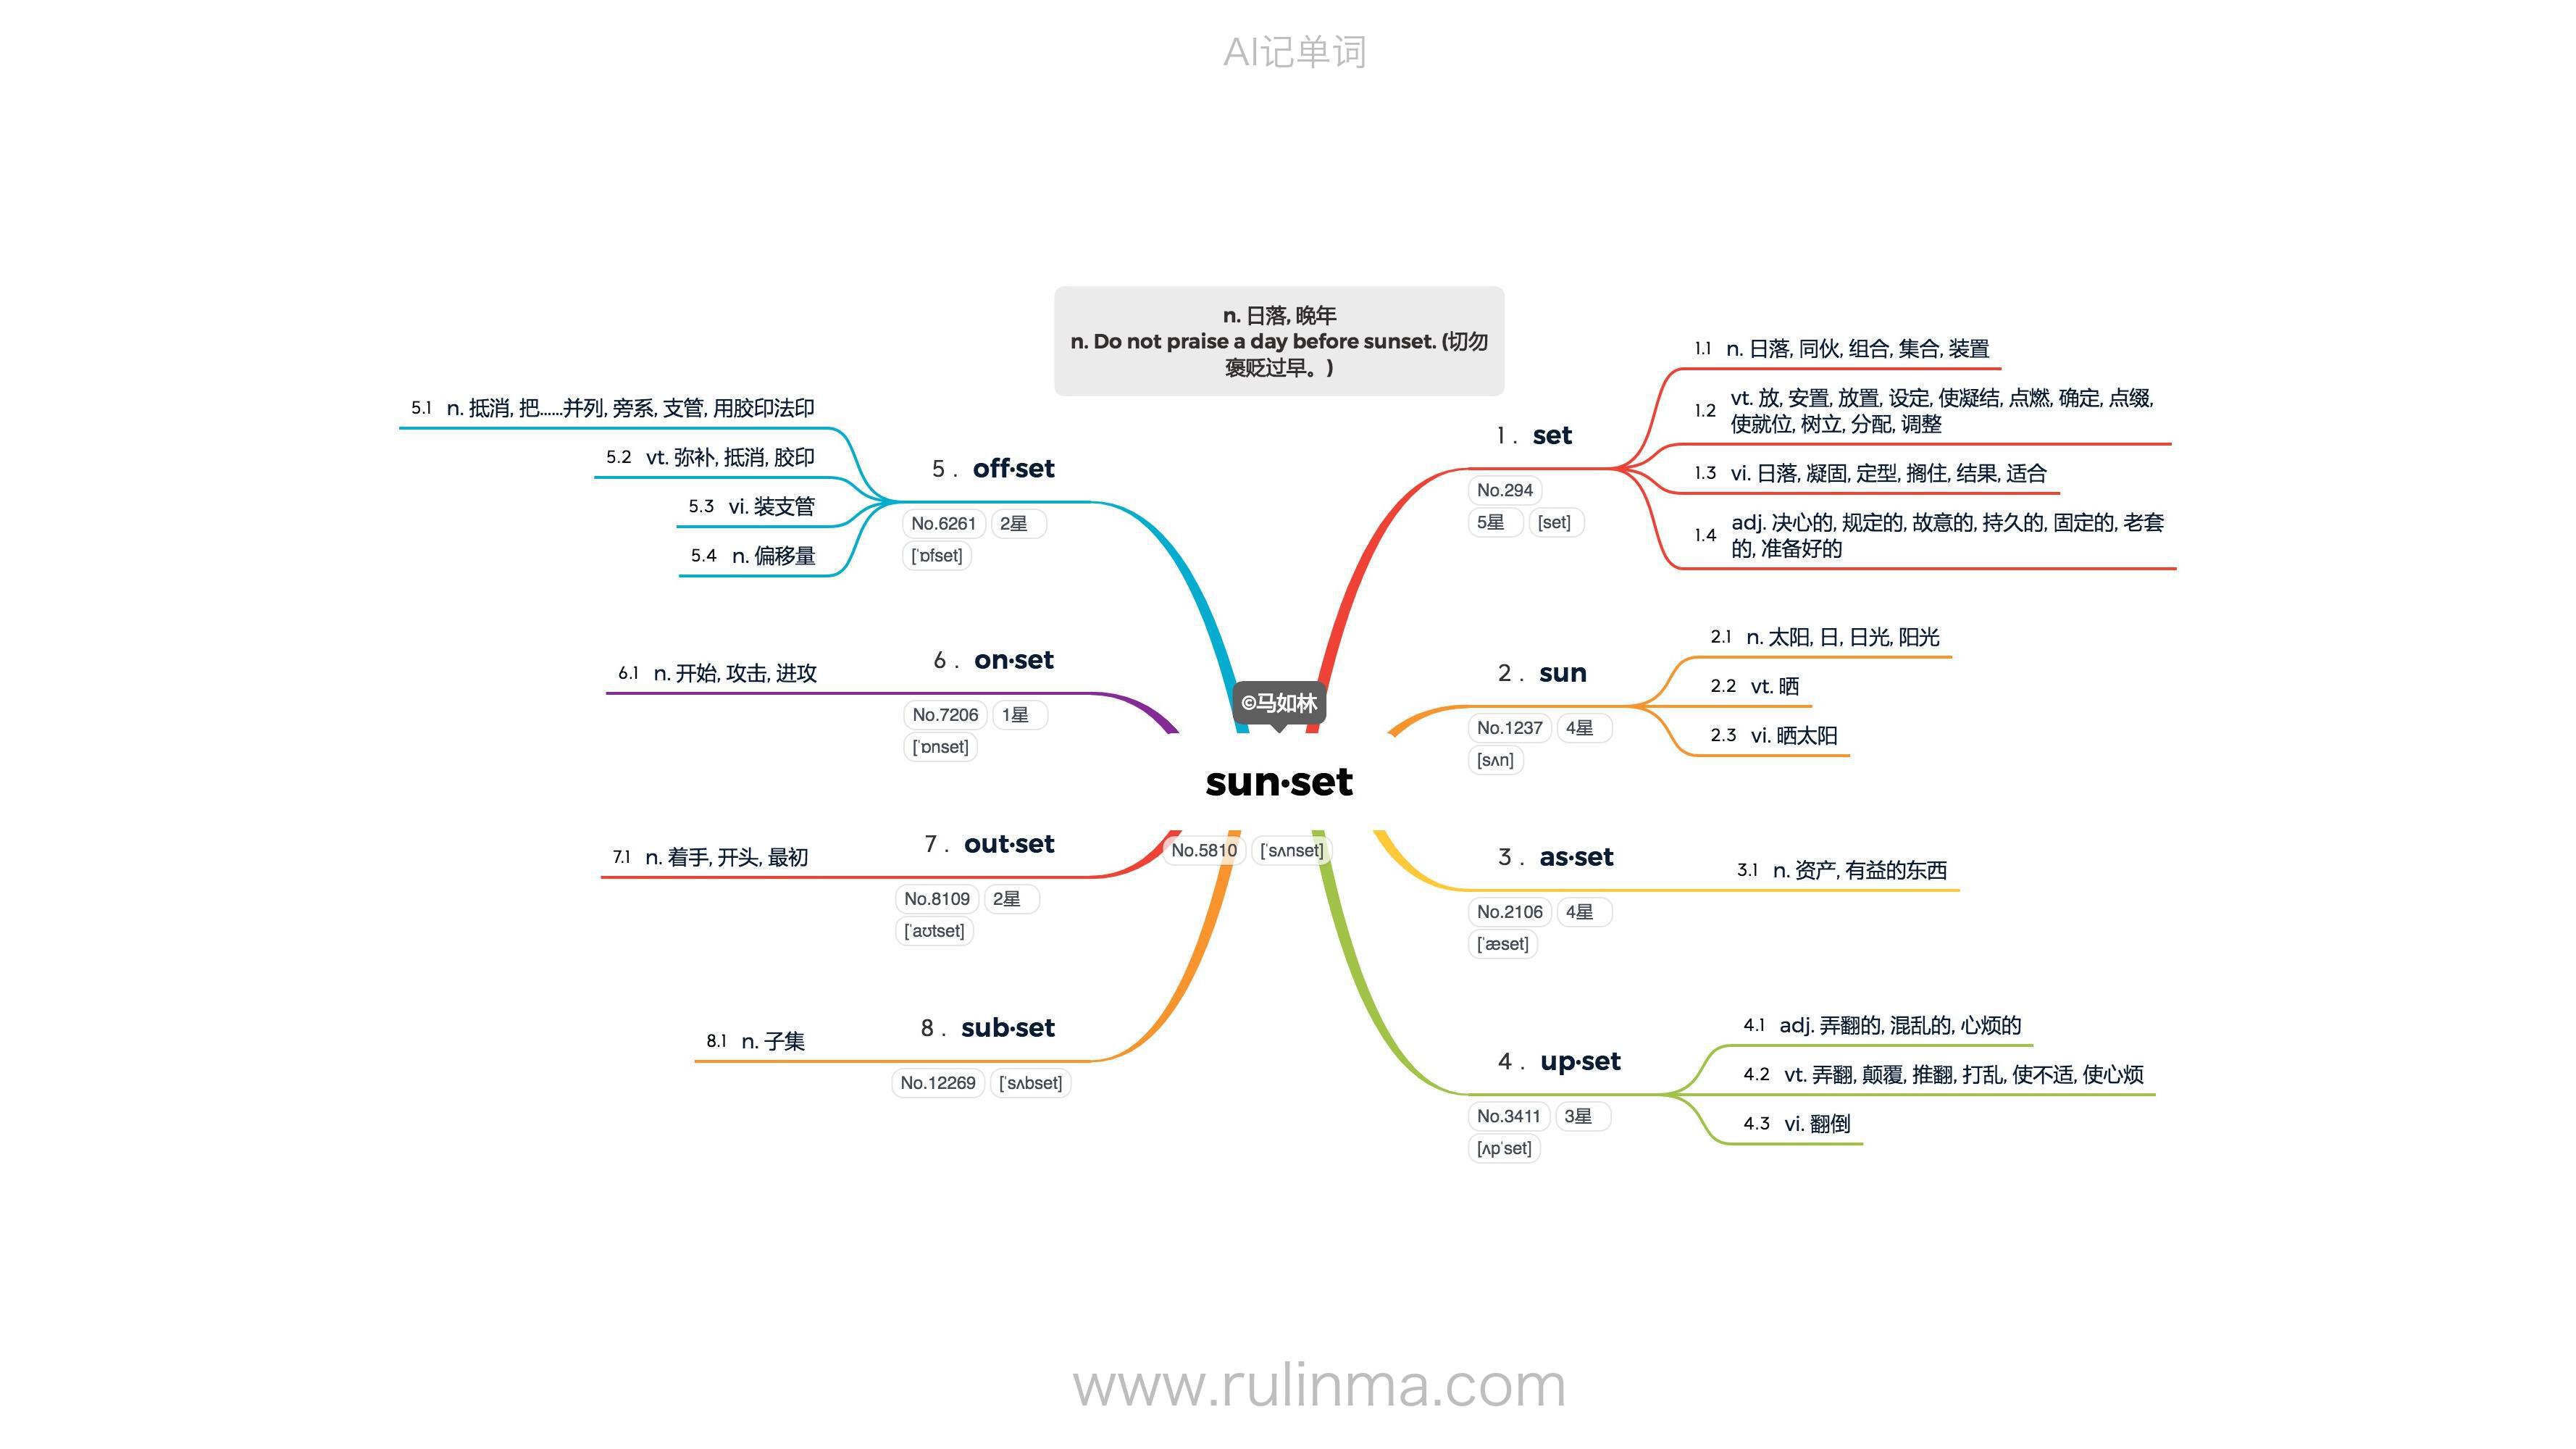 AI记单词
n. 日落, 晚年
n. Do not praise a day before sunset. (切勿
褒贬过早。)
©马如林
sun·set
No.5810 [ˈsʌnset]
1. set
No.294
5星 [set]
1.1 n. 日落, 同伙, 组合, 集合, 装置
1.2 vt. 放, 安置, 放置, 设定, 使凝结, 点燃, 确定, 点缀,
使就位, 树立, 分配, 调整
1.3 vi. 日落, 凝固, 定型, 搁住, 结果, 适合
1.4 adj. 决心的, 规定的, 故意的, 持久的, 固定的, 老套
的, 准备好的
2. sun
No.1237 4星
[sʌn]
2.1 n. 太阳, 日, 日光, 阳光
2.2 vt. 晒
2.3 vi. 晒太阳
3. as·set
No.2106 4星
[ˈæset]
3.1 n. 资产, 有益的东西
4. up·set
No.3411 3星
[ʌpˈset]
4.1 adj. 弄翻的, 混乱的, 心烦的
4.2 vt. 弄翻, 颠覆, 推翻, 打乱, 使不适, 使心烦
4.3 vi. 翻倒
5. off·set
No.6261 2星
[ˈɒfset]
5.1 n. 抵消, 把……并列, 旁系, 支管, 用胶印法印
5.2 vt. 弥补, 抵消, 胶印
5.3 vi. 装支管
5.4 n. 偏移量
6. on·set
No.7206 1星
[ˈɒnset]
6.1 n. 开始, 攻击, 进攻
7. out·set
No.8109 2星
[ˈaʊtset]
7.1 n. 着手, 开头, 最初
8. sub·set
No.12269 [ˈsʌbset]
8.1 n. 子集
www.rulinma.com